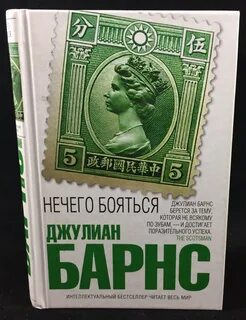 分 伍
5 5
政郵國民華中
НЕЧЕГО БОЯТЬСЯ
ДЖУЛИАН БАРНС
БЕРЕТСЯ ЗА ТЕМУ,
КОТОРАЯ НЕ ВСЯКОМУ
ПО ЗУБАМ, — И ДОСТИГАЕТ
ПОРАЗИТЕЛЬНОГО УСПЕХА.
THE SCOTSMAN
ДЖУЛИАН
БАРНС
ИНТЕЛЛЕКТУАЛЬНЫЙ БЕСТСЕЛЛЕР ЧИТАЕТ ВЕСЬ МИР